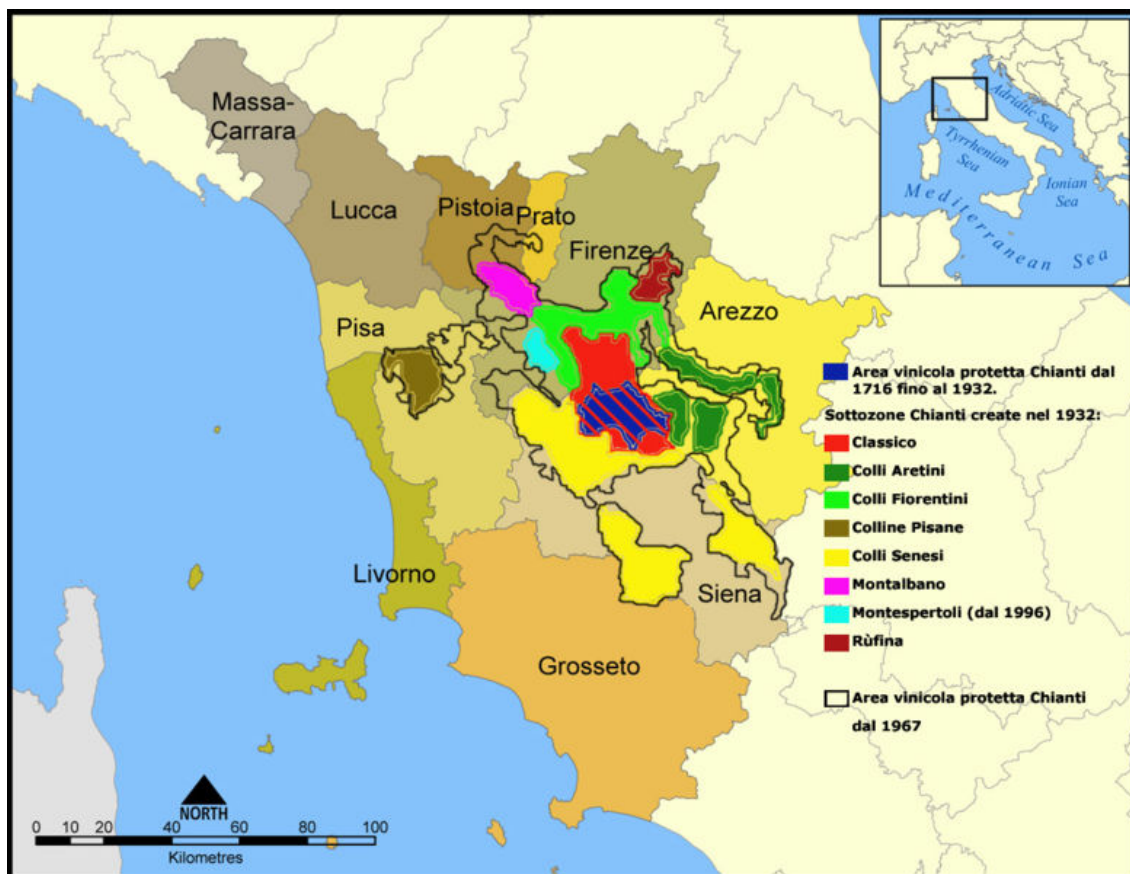 Massa-
Carrara
Lucca
Pistoia
Prato
Firenze
Pisa
Arezzo
Livorno
Siena
Grosseto
Adriatic Sea
Tyrrhenian
Sea
Ionian
Sea
Mediterranean Sea
Area vinicola protetta Chianti dal
1716 fino al 1932.
Sottozone Chianti create nel 1932:
Classico
Colli Aretini
Colli Fiorentini
Colline Pisane
Colli Senesi
Montalbano
Montespertoli (dal 1996)
Rùfina
Area vinicola protetta Chianti
dal 1967
NORTH
0 10 20 40 60 80 100
Kilometres